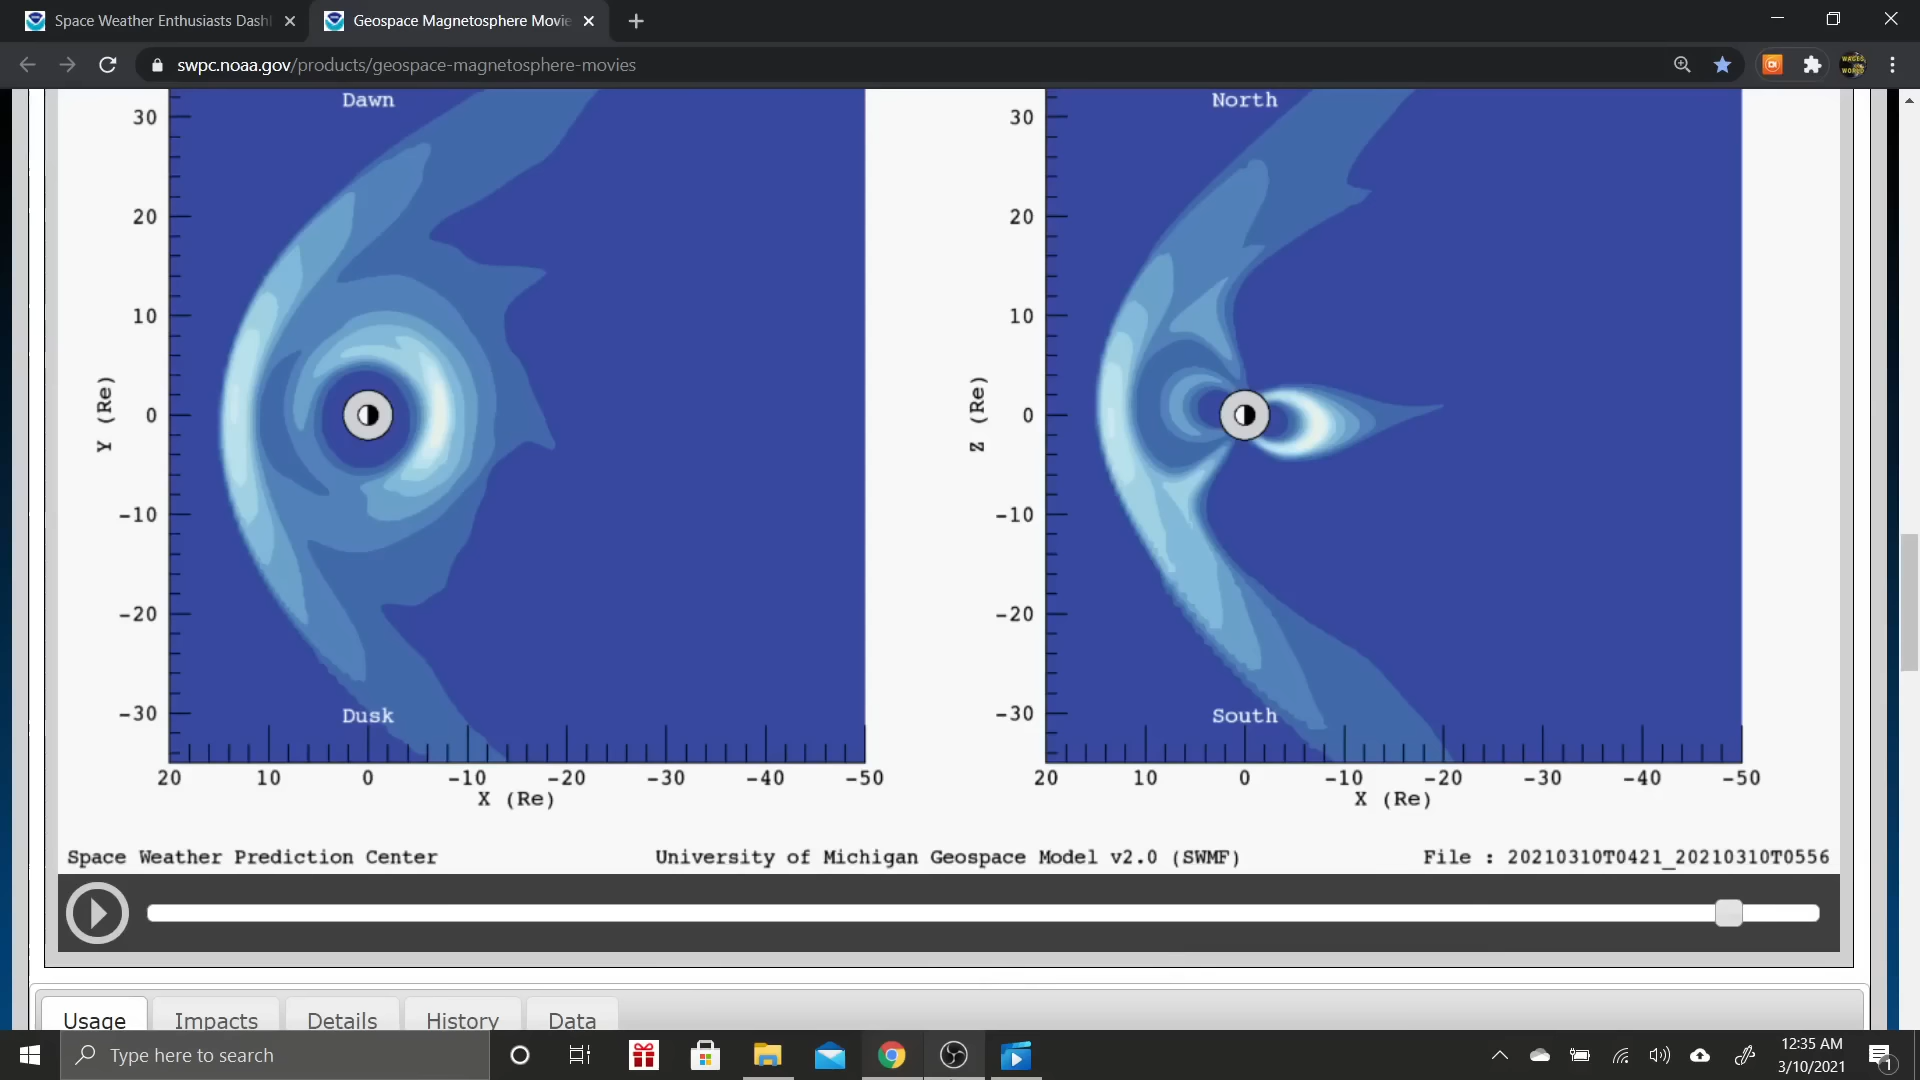 Space Weather Enthusiasts Dash
Geospace Magnetosphere Movie
swpc.noaa.gov/products/geospace-magnetosphere-movies
Dawn
30
20
10
0
-10
-20
-30
Y (Re)
Dusk
20 10 0 -10 -20 -30 -40 -50
X (Re)
North
30
20
10
0
-10
-20
-30
Z (Re)
South
20 10 0 -10 -20 -30 -40 -50
X (Re)
Space Weather Prediction Center University of Michigan Geospace Model v2.0 (SWMF) File : 20210310T0421_20210310T0556
Usage Impacts Details History Data
Type here to search
12:35 AM
3/10/2021
1